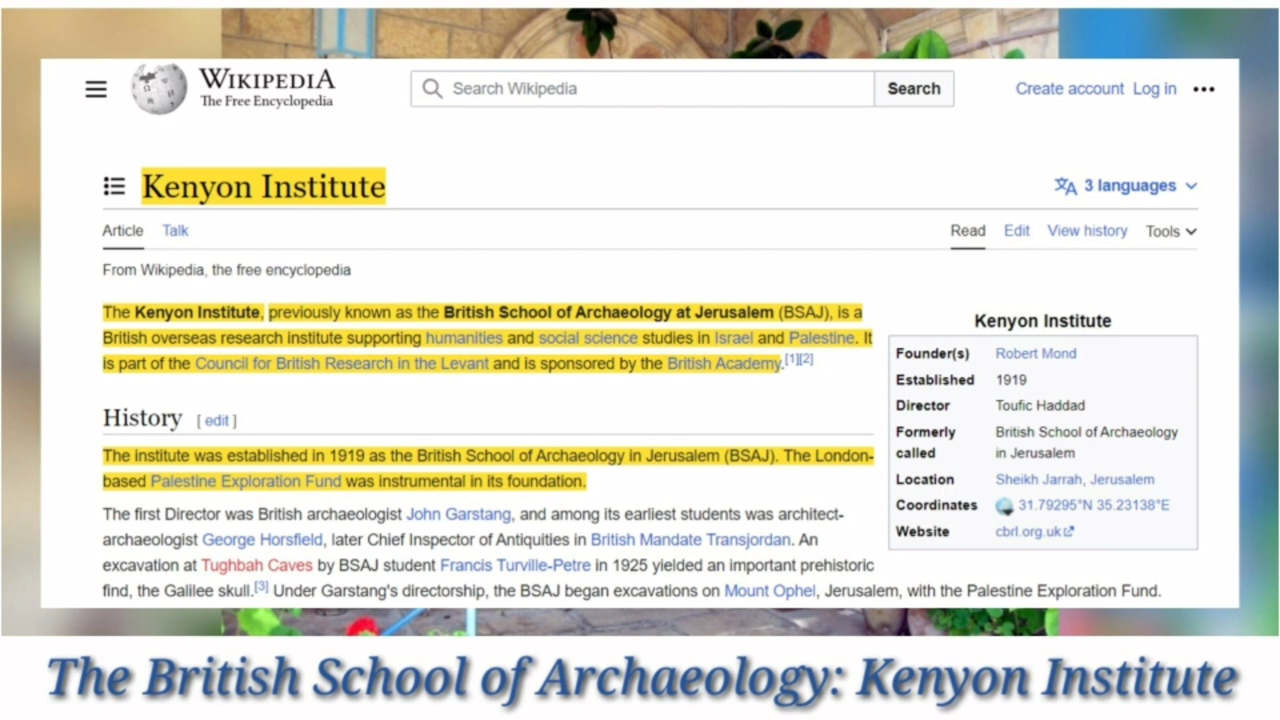 WIKIPEDIA
The Free Encyclopedia
Search Wikipedia
Search
Create account Log in
Kenyon Institute
3 languages
Article Talk
Read Edit View history Tools
From Wikipedia, the free encyclopedia
The Kenyon Institute, previously known as the British School of Archaeology at Jerusalem (BSAJ), is a
British overseas research institute supporting humanities and social science studies in Israel and Palestine. It
is part of the Council for British Research in the Levant and is sponsored by the British Academy.[1][2]
History [ edit ]
The institute was established in 1919 as the British School of Archaeology in Jerusalem (BSAJ). The London-
based Palestine Exploration Fund was instrumental in its foundation.
The first Director was British archaeologist John Garstang, and among its earliest students was architect-
archaeologist George Horsfield, later Chief Inspector of Antiquities in British Mandate Transjordan. An
excavation at Tughbah Caves by BSAJ student Francis Turville-Petre in 1925 yielded an important prehistoric
find, the Galilee skull.[3] Under Garstang's directorship, the BSAJ began excavations on Mount Ophel, Jerusalem, with the Palestine Exploration Fund.
Kenyon Institute
Founder(s) Robert Mond
Established 1919
Director Toufic Haddad
Formerly called British School of Archaeology
in Jerusalem
Location Sheikh Jarrah, Jerusalem
Coordinates 31.79295°N 35.23138°E
Website cbrl.org.uk
The British School of Archaeology: Kenyon Institute